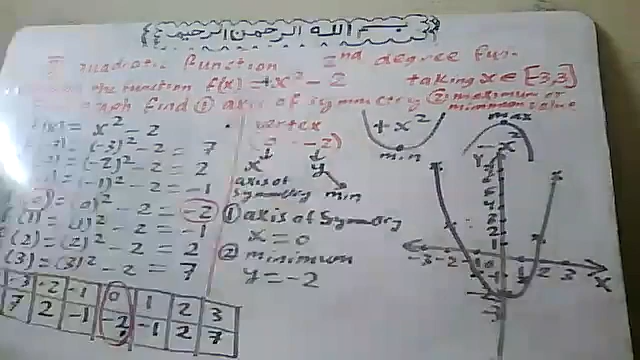 بسم الله الرحمن الرحيم
quadratic function 2nd degree fun.
the function f(x) = +x² - 2 taking x ∈ [-3,3]
graph find ① axis of symmetry ② maximum or minimum value
f(x) = x² - 2
(-3)² - 2 = 7
(-2)² - 2 = 2
(-1)² - 2 = -1
(0) = (0)² - 2 = -2
f(1) = (1)² - 2 = -1
f(2) = (2)² - 2 = 2
(3) = (3)² - 2 = 7
-3 -2 -1 0 1 2 3
7 2 -1 -2 -1 2 7
vertex
-2)
x y
axis of symmetry min
① axis of Symmetry
x = 0
② minimum
y = -2
+x²
min
max
-x²
y
-3 -2 -1 0 1 2 3 x